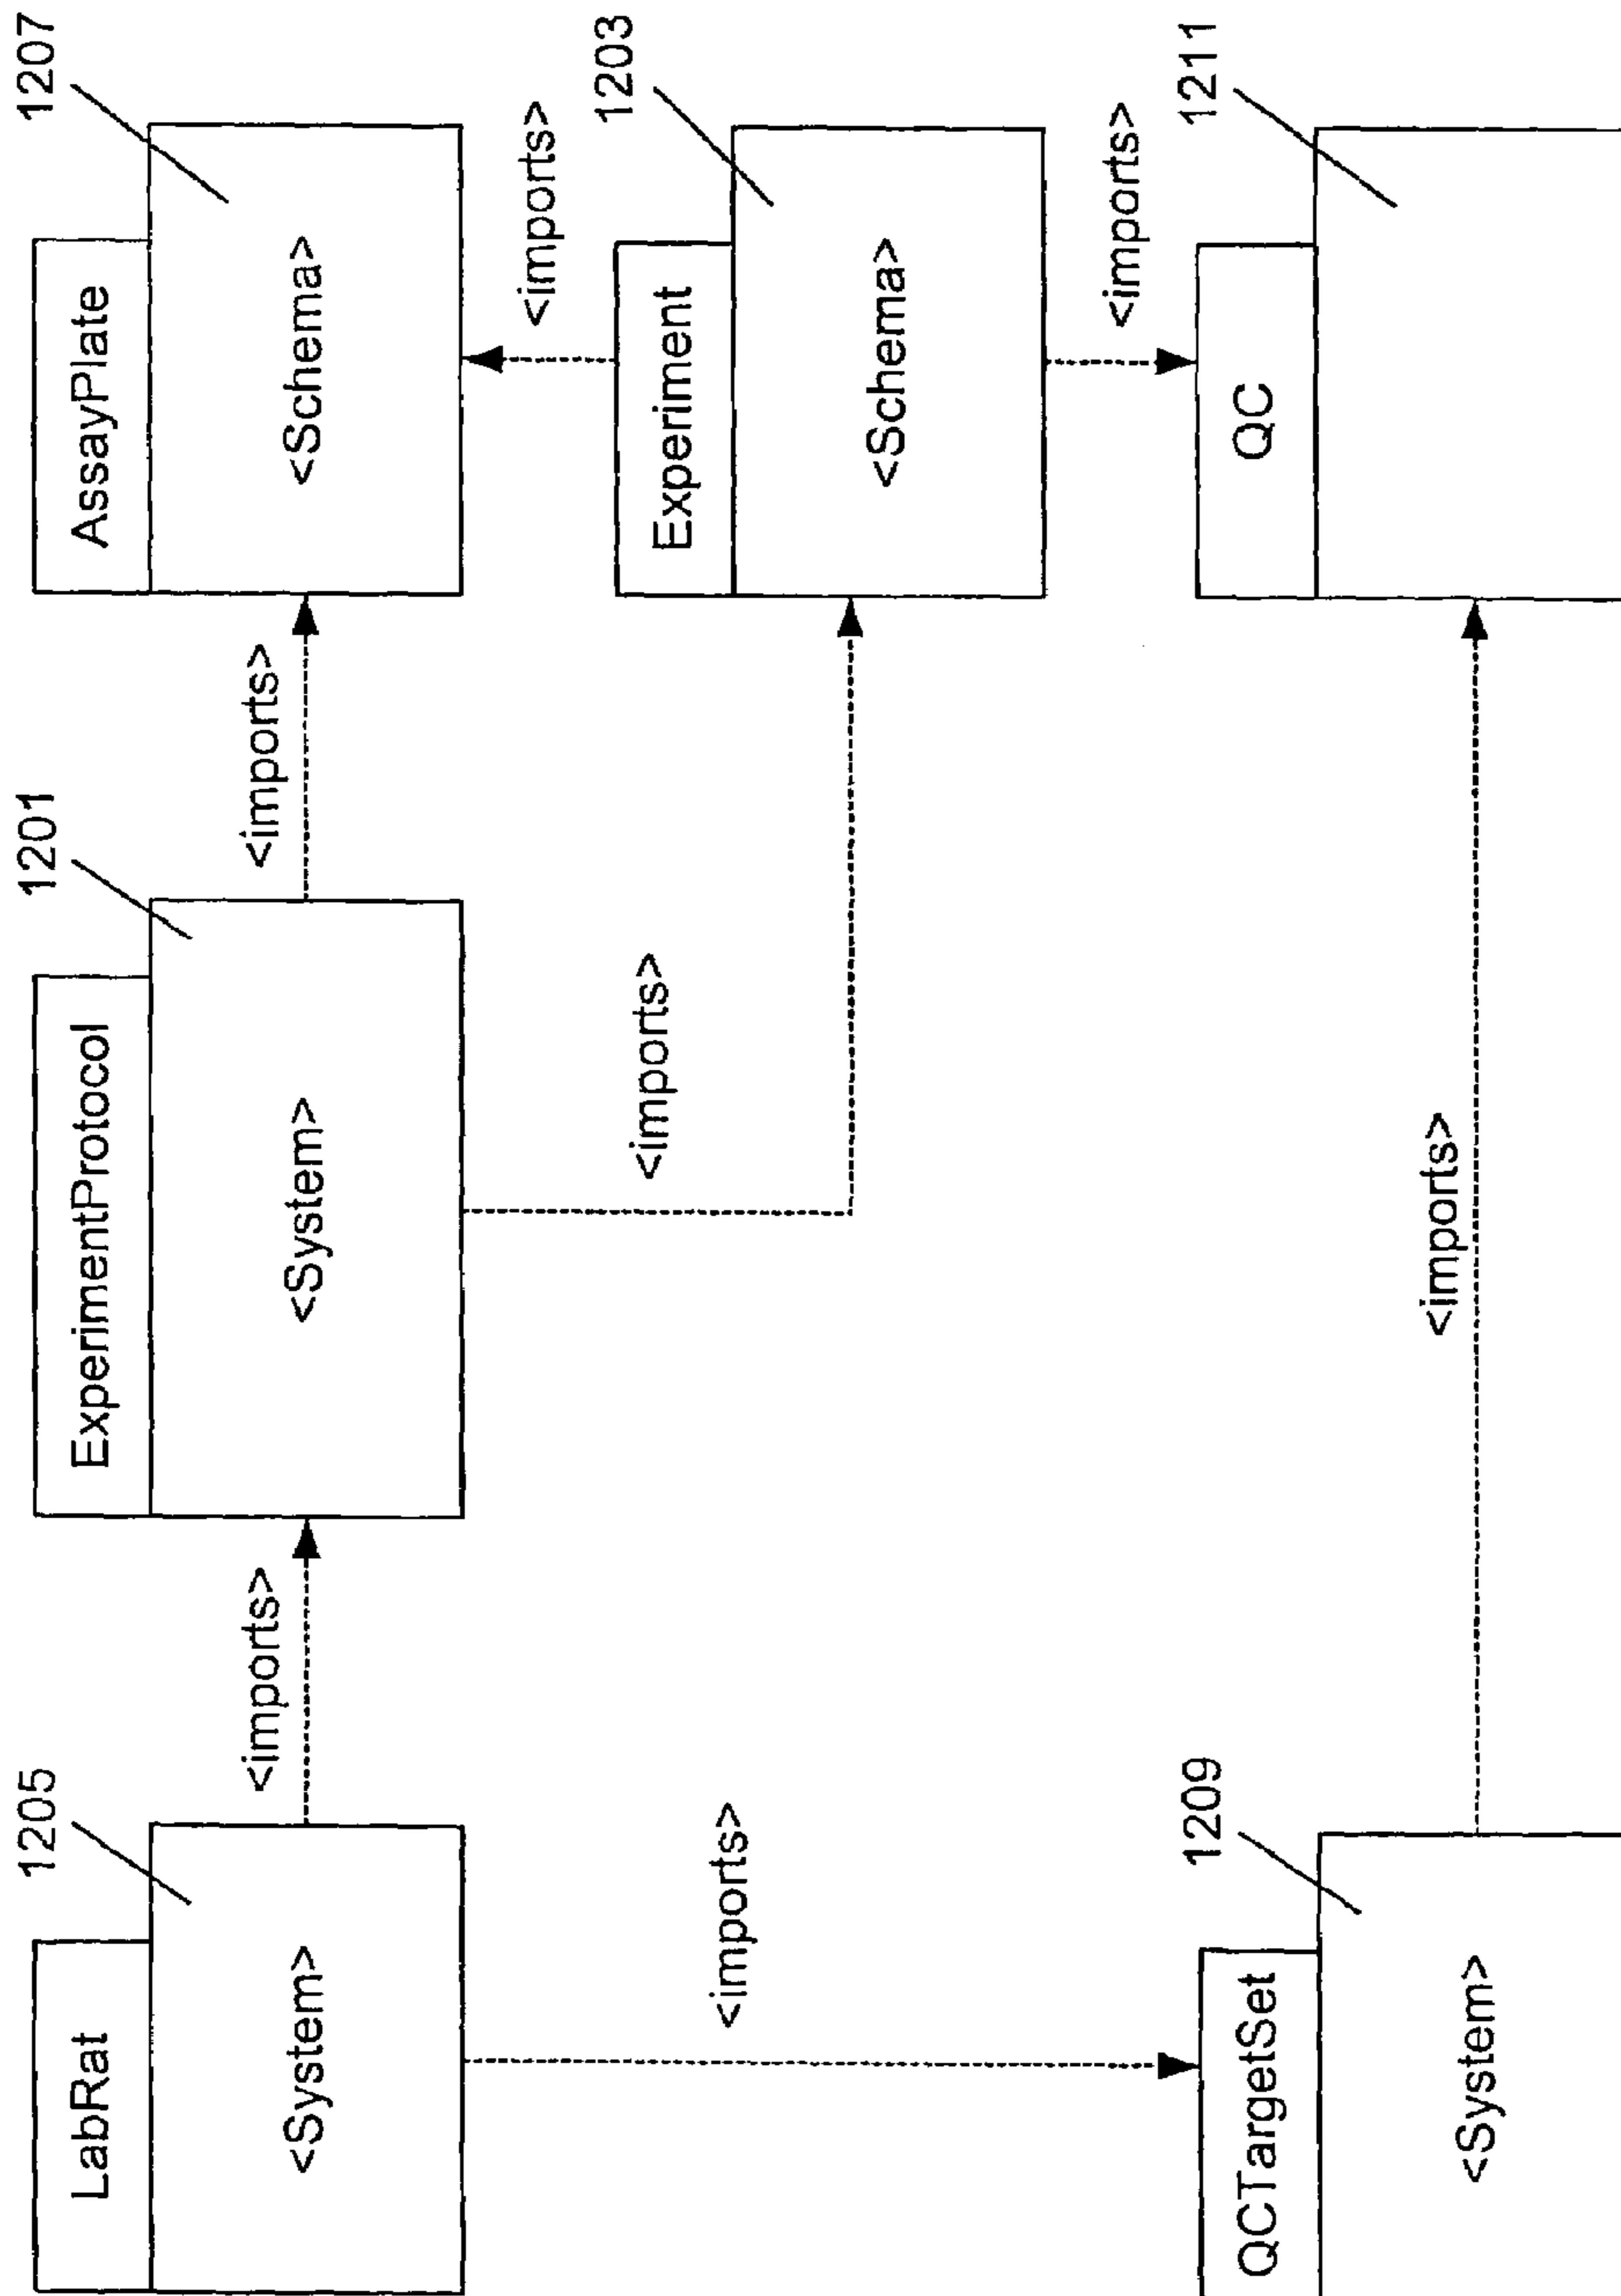 1205
1201
1207
LabRat
ExperimentProtocol
AssayPlate
<System>
<imports>
<System>
<imports>
<Schema>
<imports>
<imports>
<imports>
1203
Experiment
<Schema>
<imports>
1209
1211
QCTargetSet
QC
<System>
<imports>